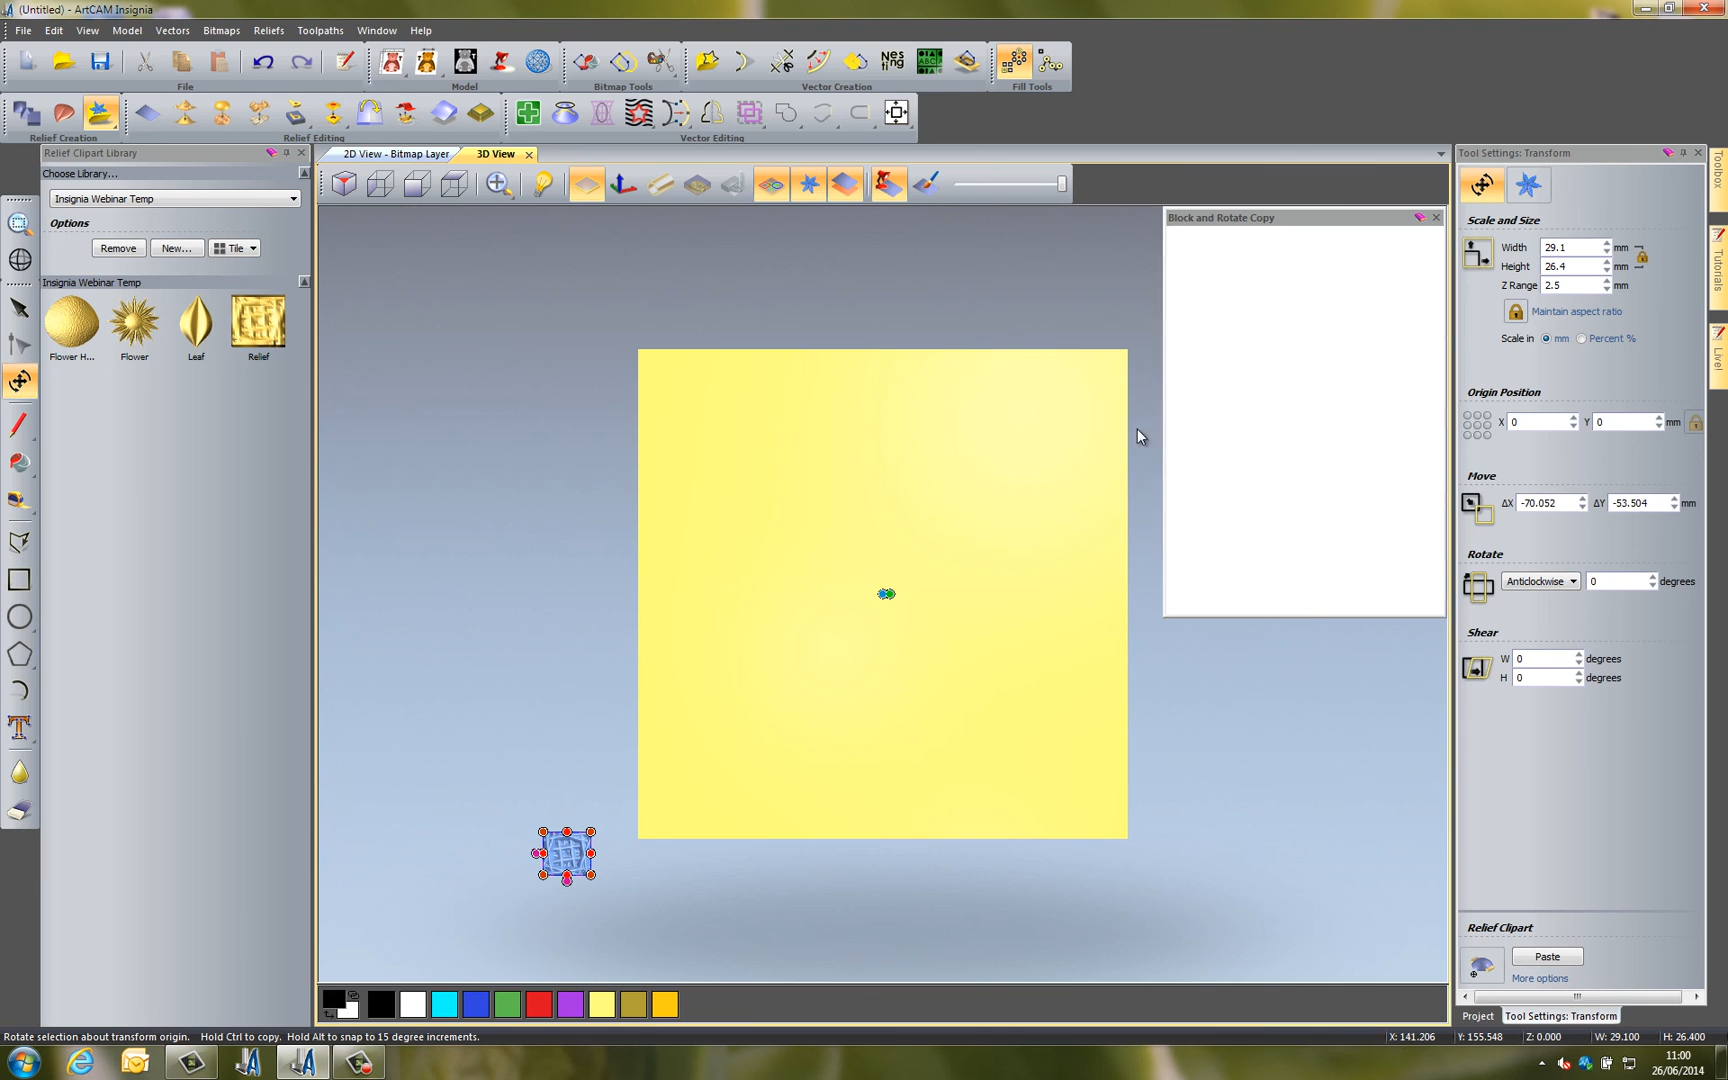 (Untitled) - ArtCAM Insignia
File Edit View Model Vectors Bitmaps Reliefs Toolpaths Window Help
File Model Bitmap Tools Vector Creation Fill Tools
Nes ting
ABC
Relief Creation Relief Editing Vector Editing
Relief Clipart Library
Choose Library...
Insignia Webinar Temp
Options
Remove New... Tile
Insignia Webinar Temp
Flower H... Flower Leaf Relief
2D View - Bitmap Layer 3D View
Block and Rotate Copy
Tool Settings: Transform
Scale and Size
Width 29.1 mm
Height 26.4 mm
Z Range 2.5 mm
Maintain aspect ratio
Scale in mm Percent %
Origin Position
X 0 Y 0 mm
Move
ΔX -70.052 ΔY -53.504 mm
Rotate
Anticlockwise 0 degrees
Shear
W 0 degrees
H 0 degrees
Relief Clipart
Paste
More options
Project Tool Settings: Transform
Toolbox
Tutorials
Live!
Rotate selection about transform origin. Hold Ctrl to copy. Hold Alt to snap to 15 degree increments.
X: 141.206 Y: 155.548 Z: 0.000 W: 29.100 H: 26.400
11:00
26/06/2014